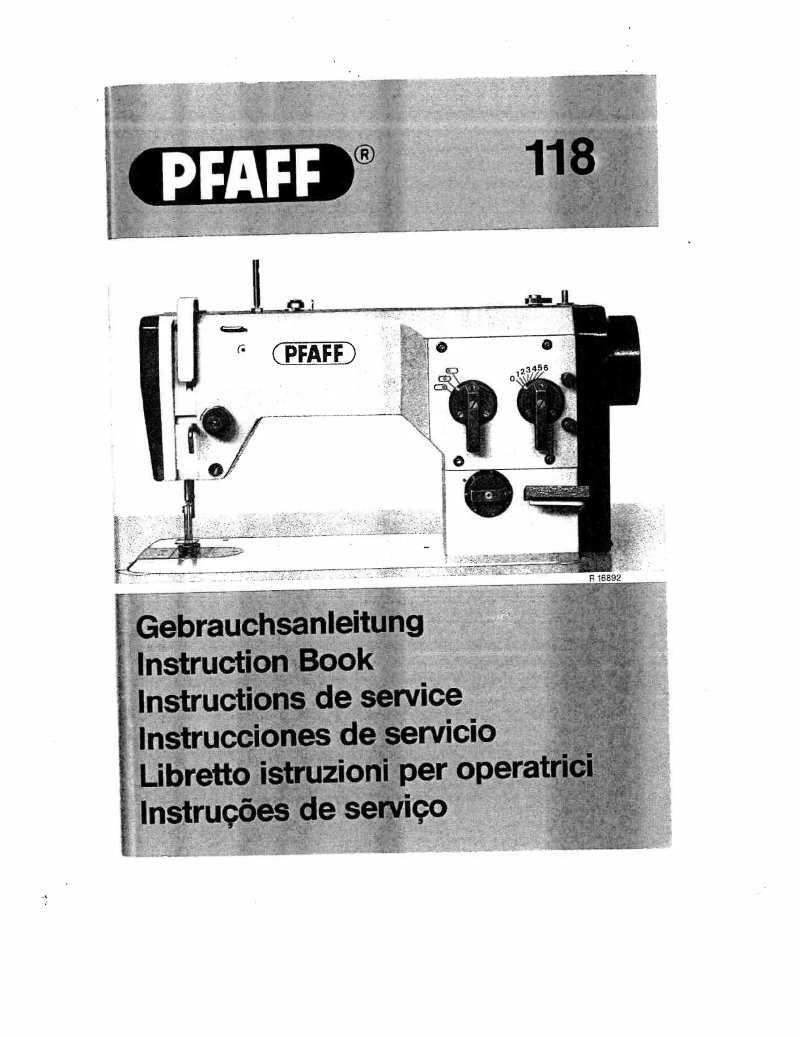 PFAFF® 118
PFAFF
0123456
R 16892
Gebrauchsanleitung
Instruction Book
Instructions de service
Instrucciones de servicio
Libretto istruzioni per operatrici
Instruções de serviço